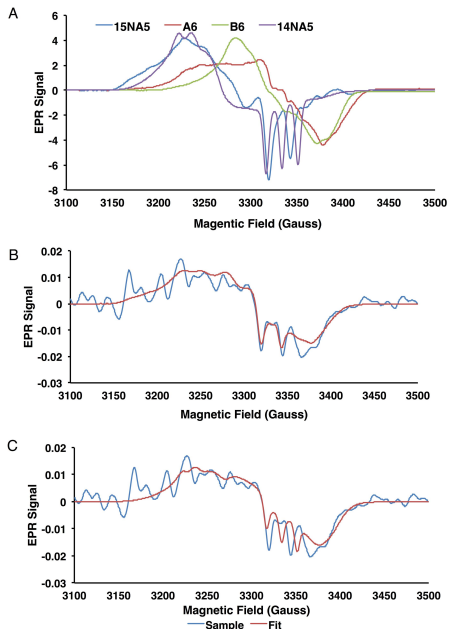 A
15NA5 A6 B6 14NA5
EPR Signal
6
4
2
0
-2
-4
-6
-8
3100 3150 3200 3250 3300 3350 3400 3450 3500
Magentic Field (Gauss)
B
EPR Signal
0.02
0.01
0
-0.01
-0.02
-0.03
3100 3150 3200 3250 3300 3350 3400 3450 3500
Magnetic Field (Gauss)
C
EPR Signal
0.02
0.01
0
-0.01
-0.02
-0.03
3100 3150 3200 3250 3300 3350 3400 3450 3500
Magnetic Field (Gauss)
Sample Fit